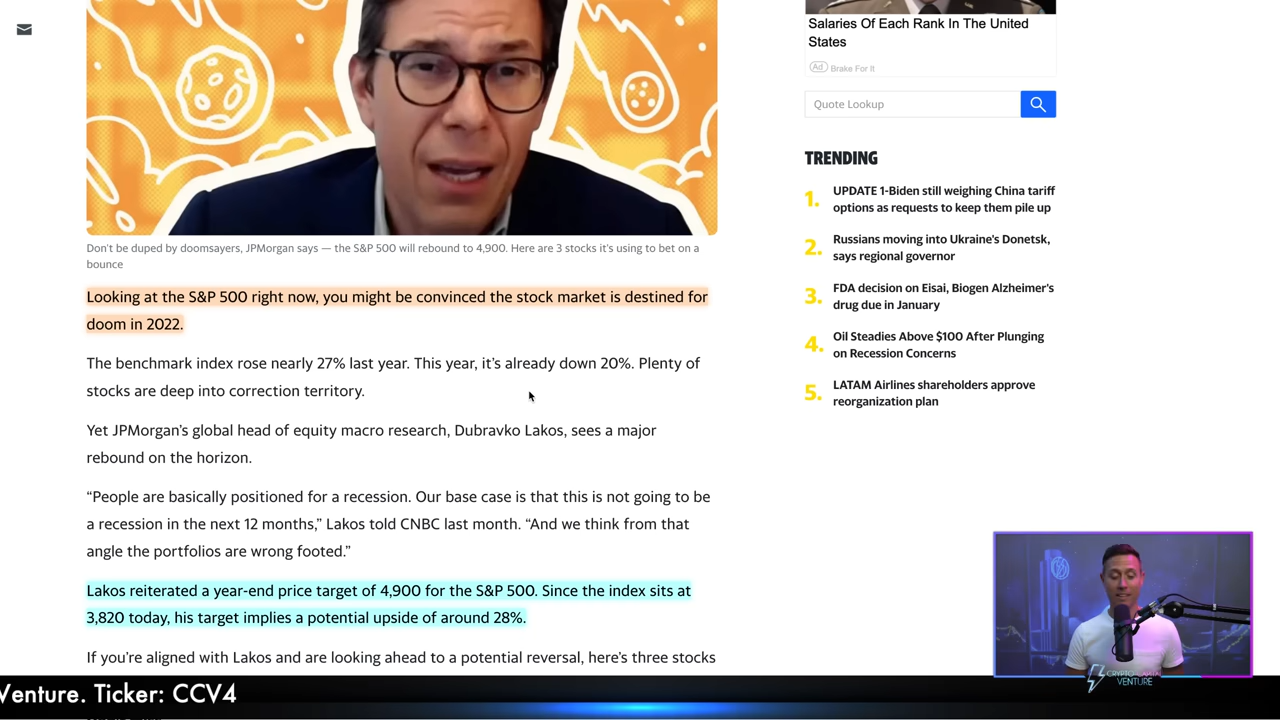 Salaries Of Each Rank In The United
States
Ad Brake For It
Quote Lookup
TRENDING
1. UPDATE 1-Biden still weighing China tariff
options as requests to keep them pile up
2. Russians moving into Ukraine's Donetsk,
says regional governor
3. FDA decision on Eisai, Biogen Alzheimer's
drug due in January
4. Oil Steadies Above $100 After Plunging
on Recession Concerns
5. LATAM Airlines shareholders approve
reorganization plan
Don't be duped by doomsayers, JPMorgan says — the S&P 500 will rebound to 4,900. Here are 3 stocks it's using to bet on a
bounce
Looking at the S&P 500 right now, you might be convinced the stock market is destined for
doom in 2022.
The benchmark index rose nearly 27% last year. This year, it's already down 20%. Plenty of
stocks are deep into correction territory.
Yet JPMorgan's global head of equity macro research, Dubravko Lakos, sees a major
rebound on the horizon.
“People are basically positioned for a recession. Our base case is that this is not going to be
a recession in the next 12 months,” Lakos told CNBC last month. “And we think from that
angle the portfolios are wrong footed.”
Lakos reiterated a year-end price target of 4,900 for the S&P 500. Since the index sits at
3,820 today, his target implies a potential upside of around 28%.
If you're aligned with Lakos and are looking ahead to a potential reversal, here's three stocks
CRYPTO CAPITAL
VENTURE
Venture. Ticker: CCV4